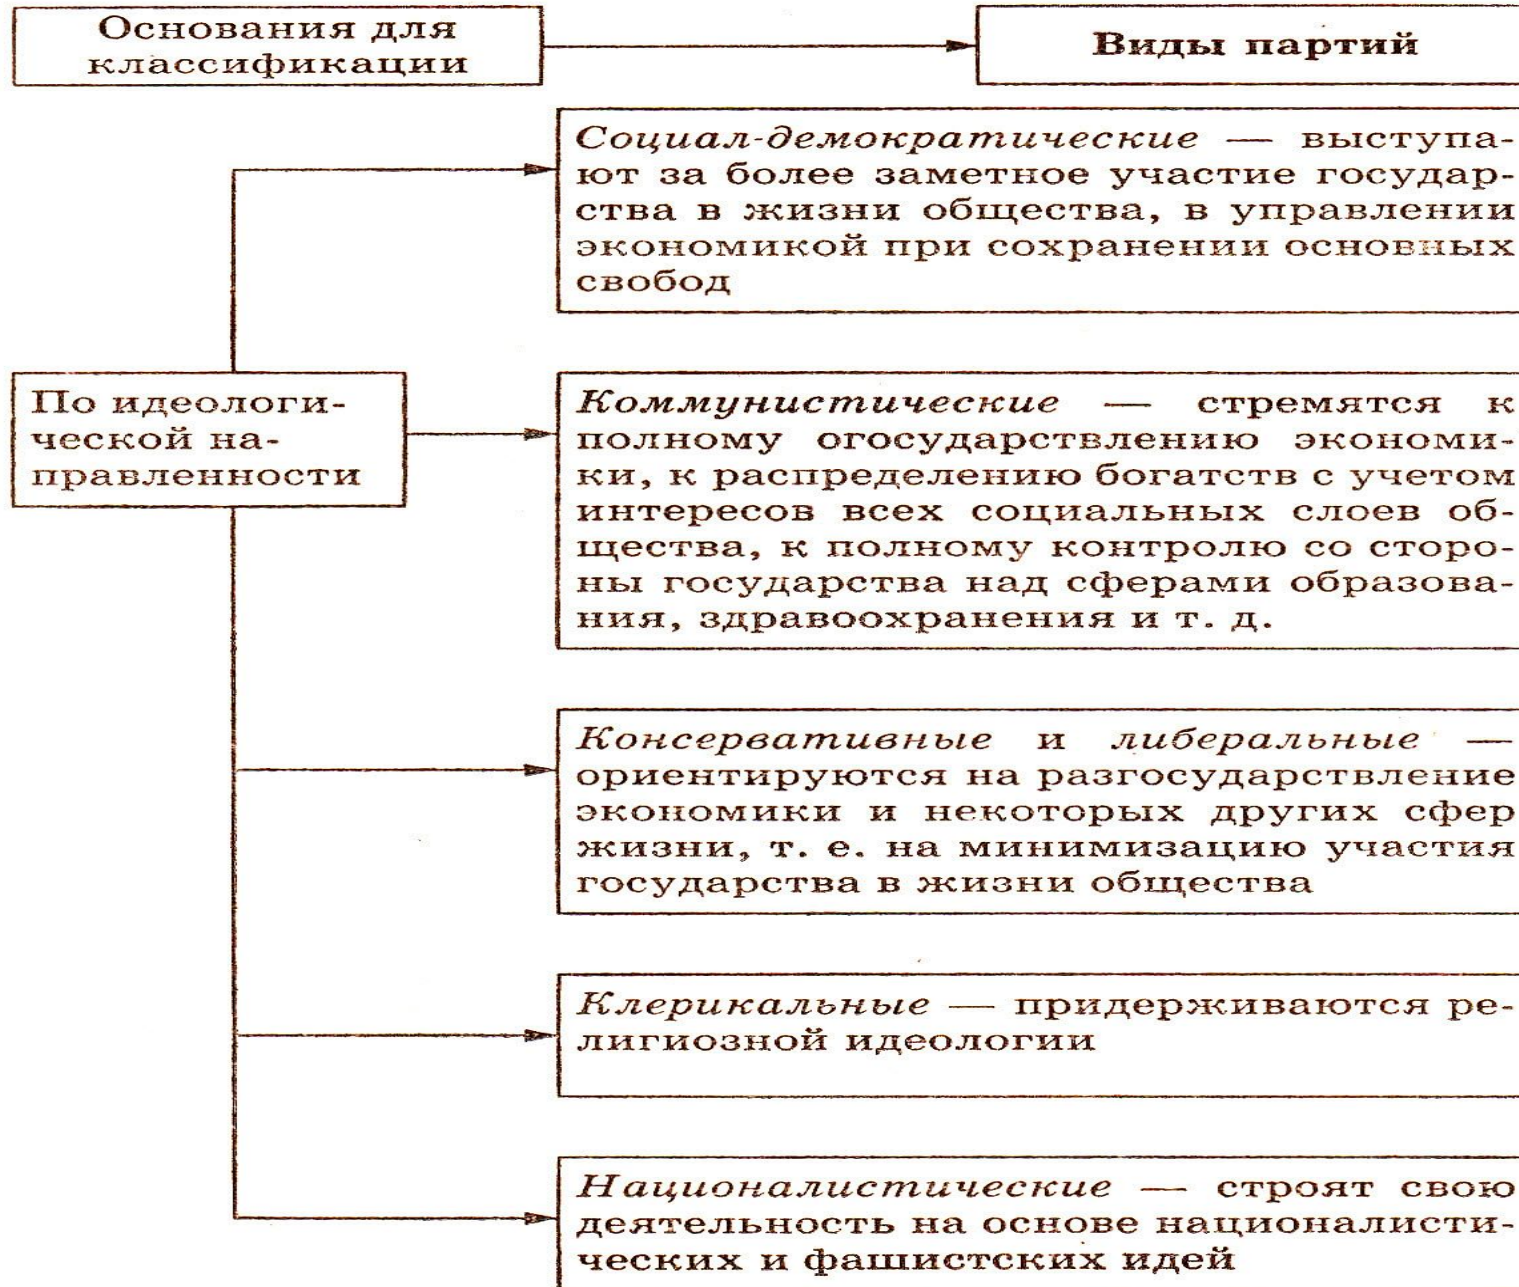 Основания для
классификации
Виды партий
Социал-демократические — выступа-
ют за более заметное участие государ-
ства в жизни общества, в управлении
экономикой при сохранении основных
свобод
По идеологи-
ческой на-
правленности
Коммунистические — стремятся к
полному огосударствлению экономи-
ки, к распределению богатств с учетом
интересов всех социальных слоев об-
щества, к полному контролю со сторо-
ны государства над сферами образова-
ния, здравоохранения и т. д.
Консервативные и либеральные —
ориентируются на разгосударствление
экономики и некоторых других сфер
жизни, т. е. на минимизацию участия
государства в жизни общества
Клерикальные — придерживаются ре-
лигиозной идеологии
Националистические — строят свою
деятельность на основе националисти-
ческих и фашистских идей